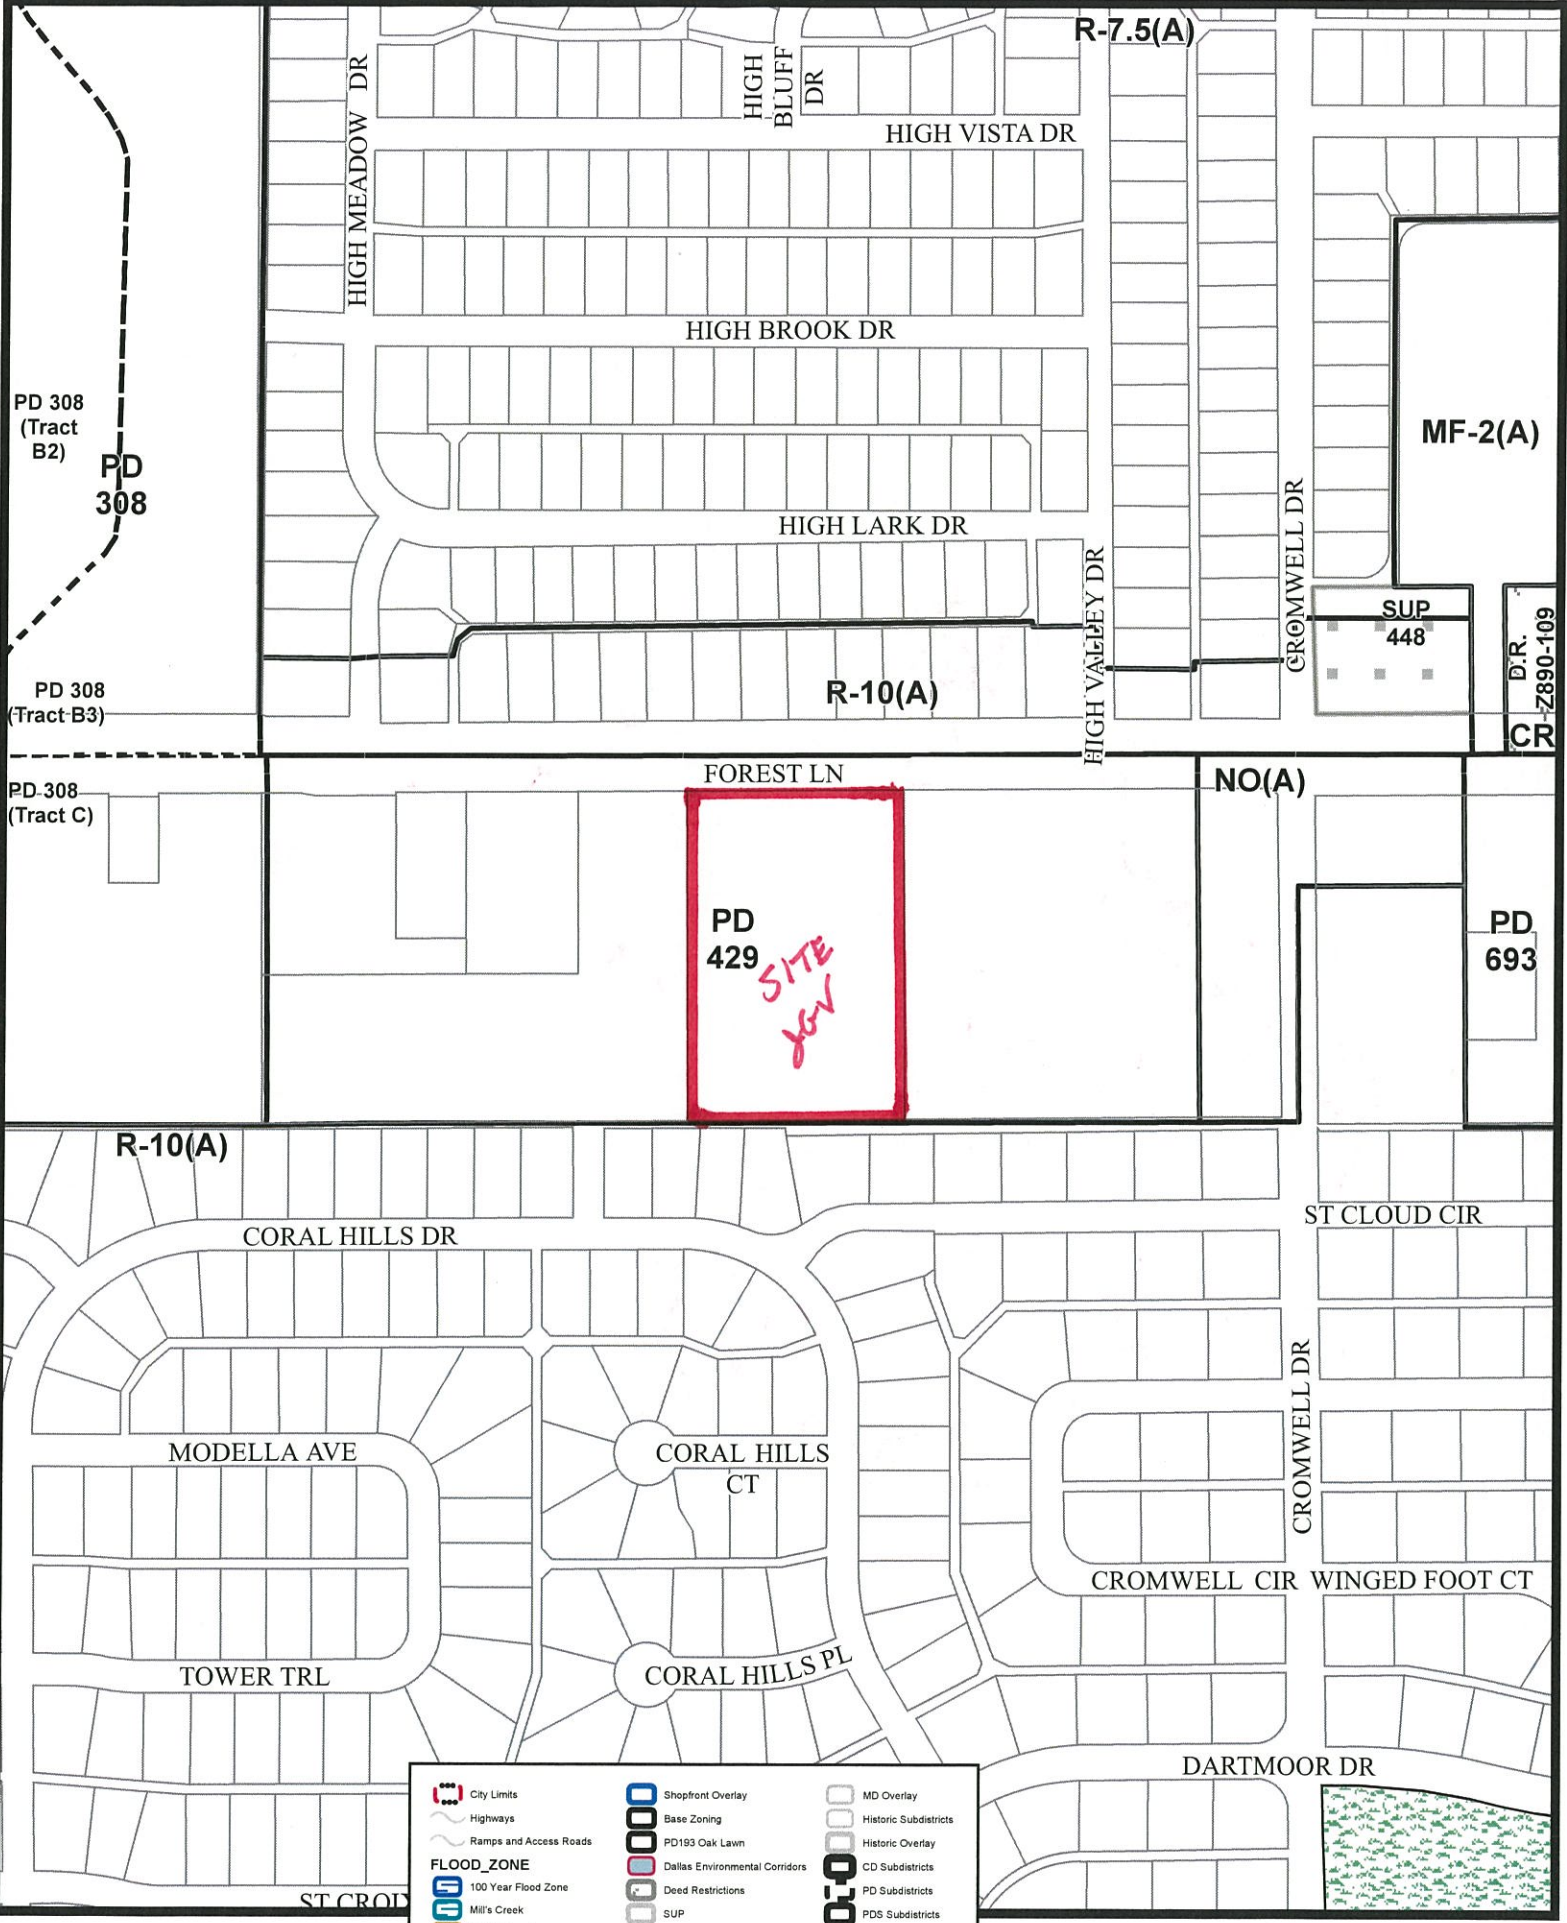 R-7.5(A)
HIGH MEADOW DR
HIGH
BLUFF
DR
HIGH VISTA DR
HIGH BROOK DR
PD 308
(Tract
B2)
PD
308
MF-2(A)
HIGH LARK DR
HIGH VALLEY DR
CROMWELL DR
SUP
448
D.R.
Z890-109
PD 308
(Tract B3)
R-10(A)
CR
FOREST LN
NO(A)
PD 308
(Tract C)
PD
429
SITE
JGV
PD
693
R-10(A)
CORAL HILLS DR
ST CLOUD CIR
MODELLA AVE
CORAL HILLS
CT
CROMWELL DR
CROMWELL CIR
WINGED FOOT CT
TOWER TRL
CORAL HILLS PL
DARTMOOR DR
City Limits
Highways
Ramps and Access Roads
FLOOD_ZONE
100 Year Flood Zone
Mill's Creek
Shopfront Overlay
Base Zoning
PD193 Oak Lawn
Dallas Environmental Corridors
Deed Restrictions
SUP
MD Overlay
Historic Subdistricts
Historic Overlay
CD Subdistricts
PD Subdistricts
PDS Subdistricts
ST CROI